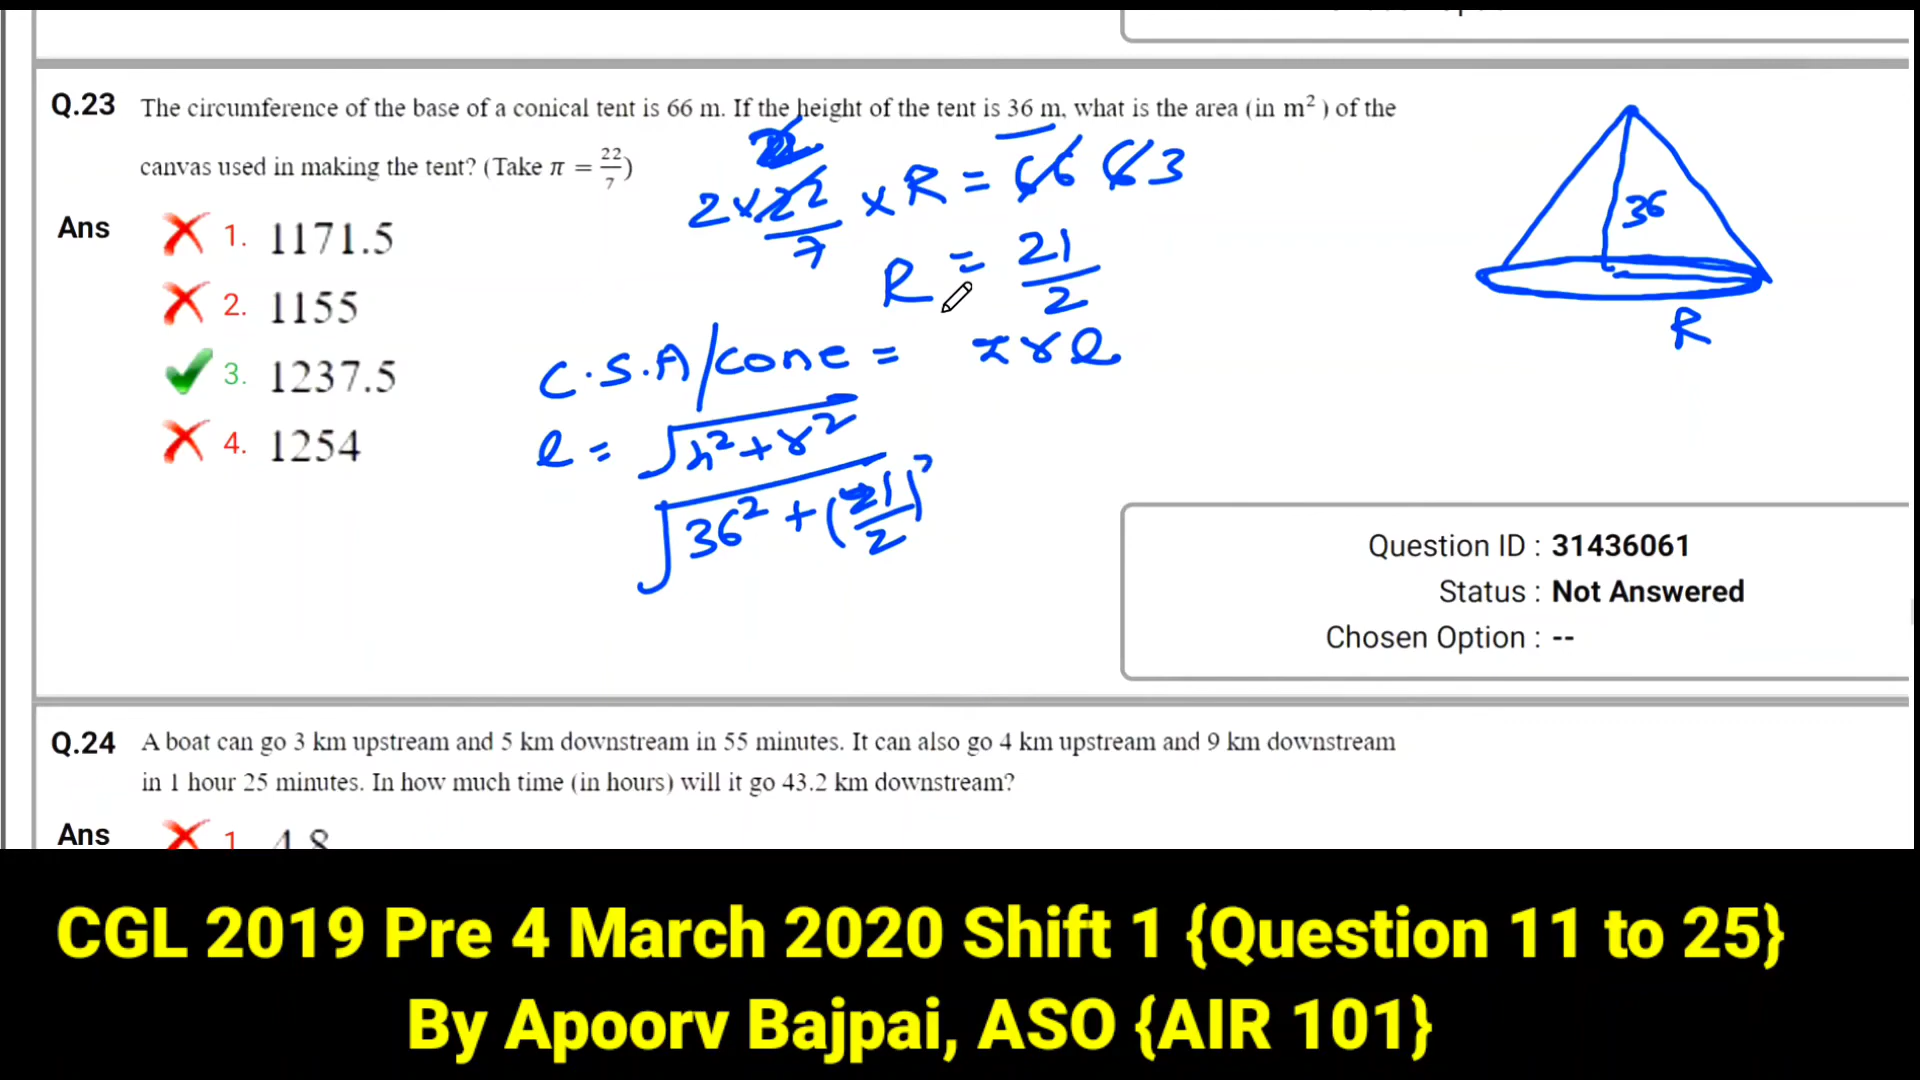 Q.23 The circumference of the base of a conical tent is 66 m. If the height of the tent is 36 m, what is the area (in m² ) of the
canvas used in making the tent? (Take π = 22/7)
2×22/7 × R = 66 6 3
36
Ans 1. 1171.5
R = 21/2
2. 1155
R
C.S.A/cone = πrl
3. 1237.5
l = √h²+r²
4. 1254
√36² + (21/2)²
Question ID : 31436061
Status : Not Answered
Chosen Option : --
Q.24 A boat can go 3 km upstream and 5 km downstream in 55 minutes. It can also go 4 km upstream and 9 km downstream
in 1 hour 25 minutes. In how much time (in hours) will it go 43.2 km downstream?
Ans 1. 4.8
CGL 2019 Pre 4 March 2020 Shift 1 {Question 11 to 25}
By Apoorv Bajpai, ASO {AIR 101}